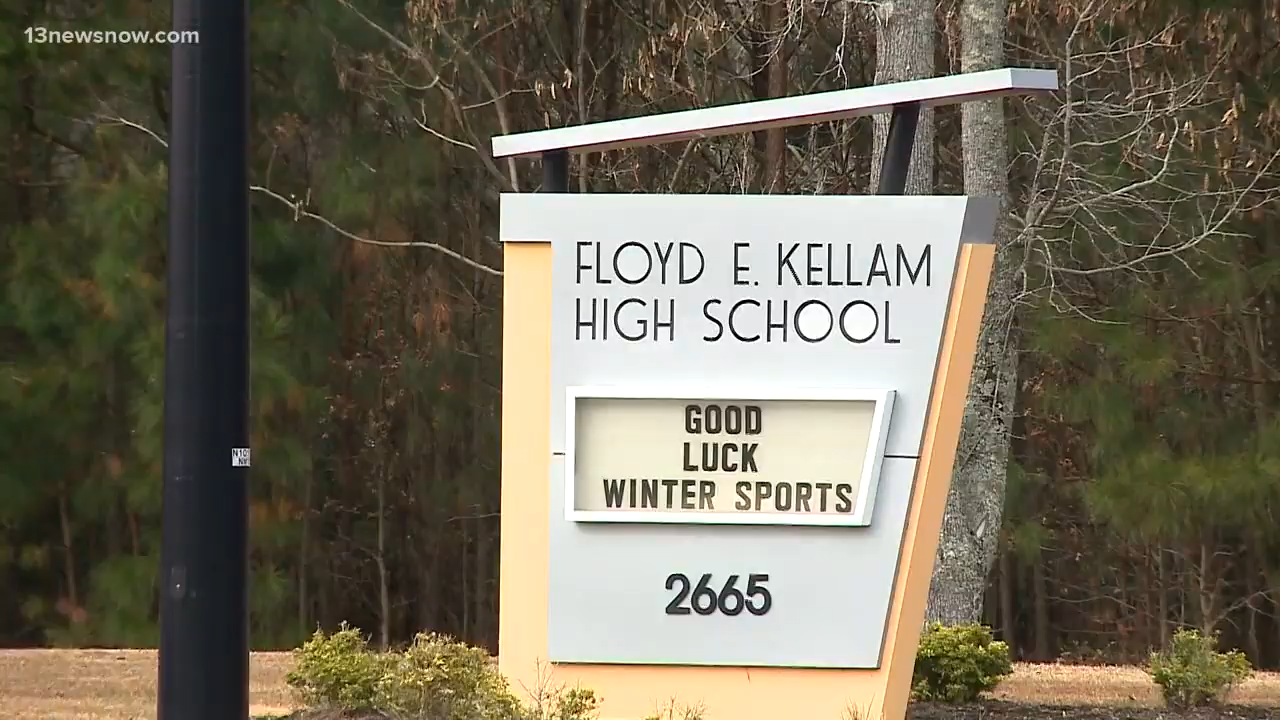 13newsnow.com
FLOYD E. KELLAM
HIGH SCHOOL
GOOD
LUCK
WINTER SPORTS
2665